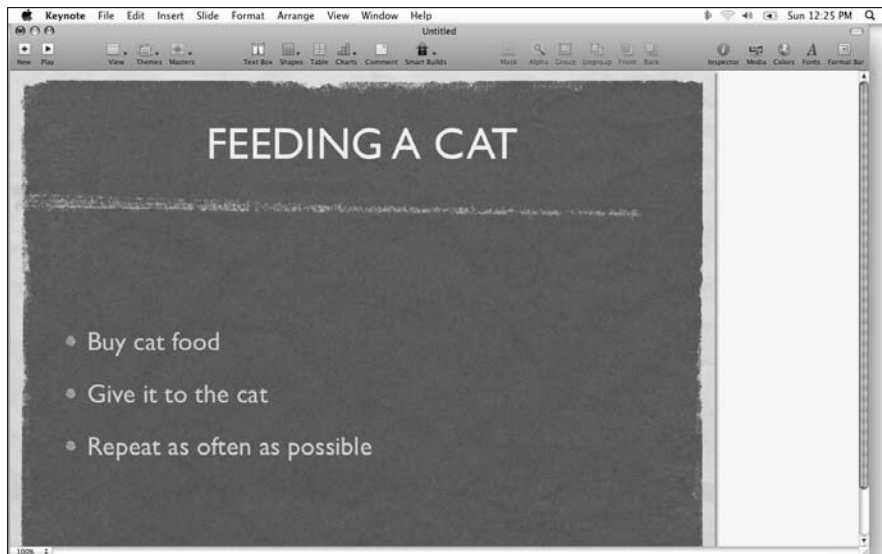 Keynote File Edit Insert Slide Format Arrange View Window Help Sun 12:25 PM
Untitled
New Play View Themes Masters Text Box Shapes Table Charts Comment Smart Builds Mask Alpha Group Ungroup Front Back Inspector Media Colors Fonts Format Bar
FEEDING A CAT
Buy cat food
Give it to the cat
Repeat as often as possible
100%